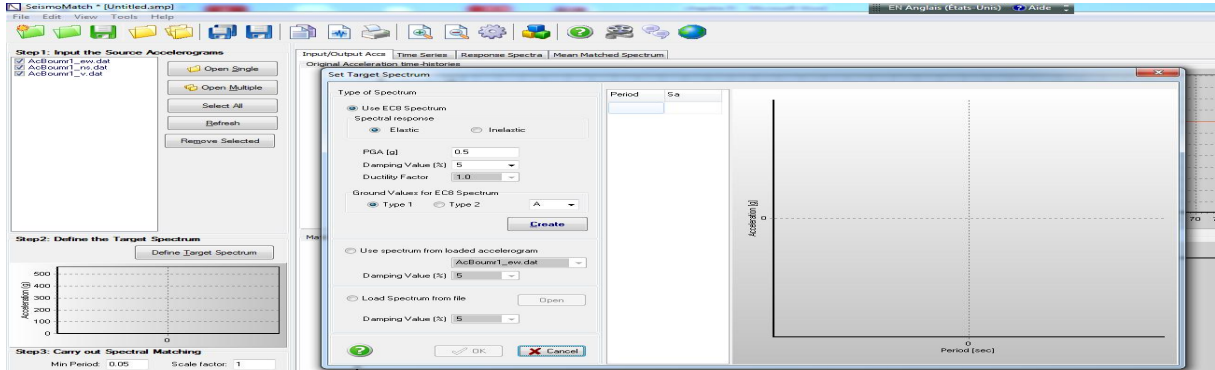 SeismoMatch * [Untitled.smp]
EN Anglais (États-Unis) Aide
File Edit View Tools Help
Step1: Input the Source Accelerograms
AcBoumr1_ew.dat
AcBoumr1_ns.dat
AcBoumr1_v.dat
Open Single
Open Multiple
Select All
Refresh
Remove Selected
Step2: Define the Target Spectrum
Define Target Spectrum
Acceleration [g]
500
400
300
200
100
0
0
Step3: Carry out Spectral Matching
Min Period: 0.05 Scale factor: 1
Input/Output Accs Time Series Response Spectra Mean Matched Spectrum
Original Acceleration time-histories
Set Target Spectrum
Type of Spectrum
Use EC8 Spectrum
Spectral response
Elastic Inelastic
PGA [g] 0.5
Damping Value [%] 5
Ductility Factor 1.0
Ground Values for EC8 Spectrum
Type 1 Type 2 A
Create
Use spectrum from loaded accelerogram
AcBoumr1_ew.dat
Damping Value [%] 5
Load Spectrum from file Open
Damping Value [%] 5
OK Cancel
Period Sa
Acceleration [g]
0
0
Period [sec]
70